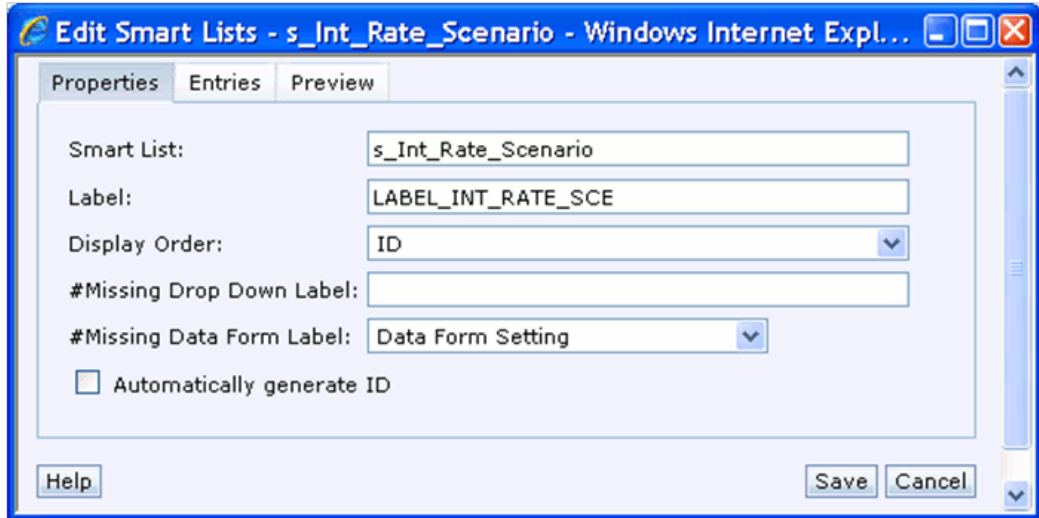 Edit Smart Lists - s_Int_Rate_Scenario - Windows Internet Expl...
Properties Entries Preview
Smart List: s_Int_Rate_Scenario
Label: LABEL_INT_RATE_SCE
Display Order: ID
#Missing Drop Down Label:
#Missing Data Form Label: Data Form Setting
Automatically generate ID
Help Save Cancel